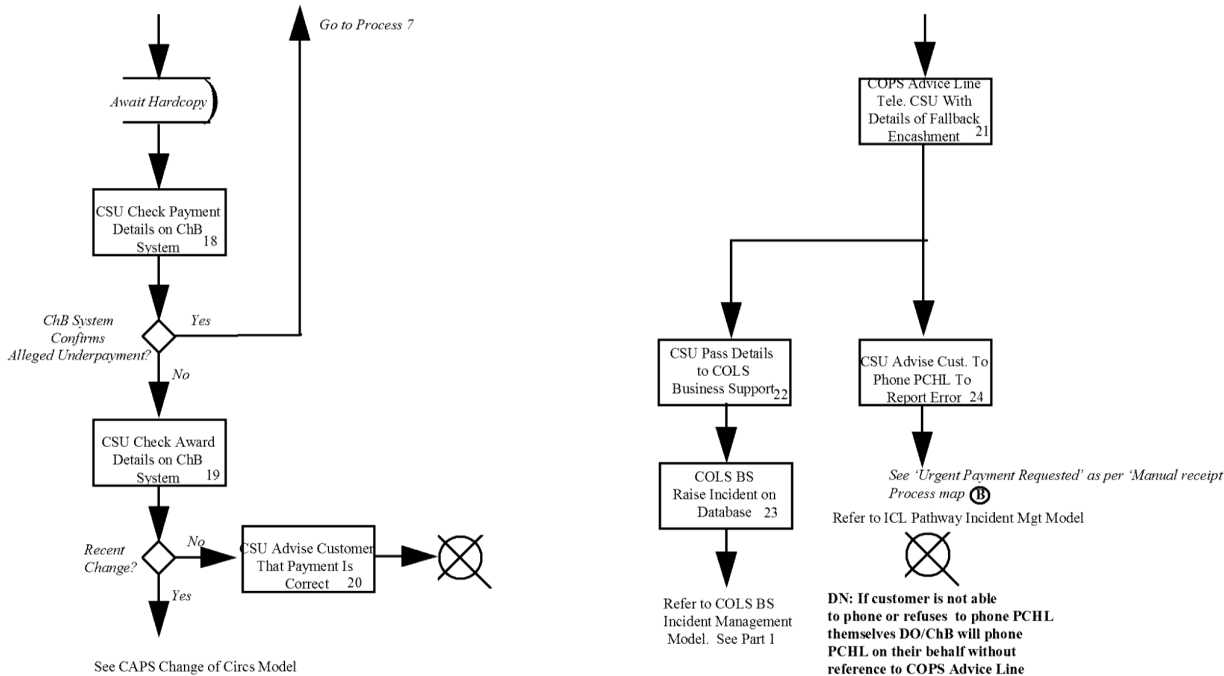 Go to Process 7
Await Hardcopy
CSU Check Payment
Details on ChB
System 18
ChB System
Confirms
Alleged Underpayment?
Yes
No
CSU Check Award
Details on ChB
System 19
Recent
Change?
No
Yes
CSU Advise Customer
That Payment Is
Correct 20
See CAPS Change of Circs Model
COPS Advice Line
Tele. CSU With
Details of Fallback
Encashment 21
CSU Pass Details
to COLS
Business Support 22
COLS BS
Raise Incident on
Database 23
Refer to COLS BS
Incident Management
Model. See Part 1
CSU Advise Cust. To
Phone PCHL To
Report Error 24
See ‘Urgent Payment Requested’ as per ‘Manual receipt
Process map B
Refer to ICL Pathway Incident Mgt Model
DN: If customer is not able
to phone or refuses to phone PCHL
themselves DO/ChB will phone
PCHL on their behalf without
reference to COPS Advice Line